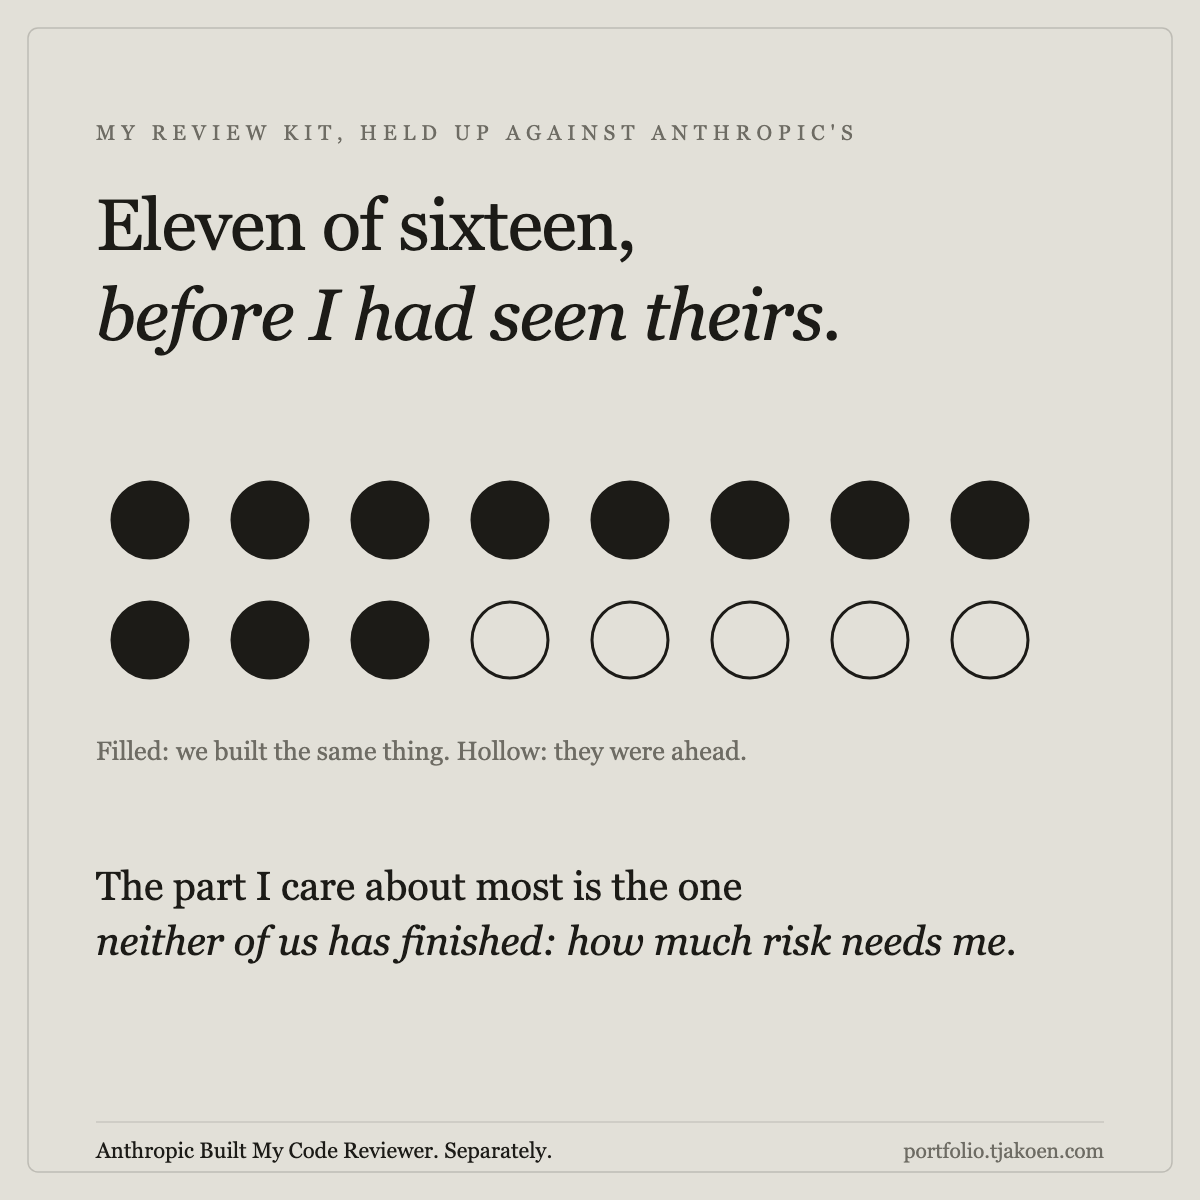 MY REVIEW KIT, HELD UP AGAINST ANTHROPIC'S
Eleven of sixteen,
before I had seen theirs.
Filled: we built the same thing. Hollow: they were ahead.
The part I care about most is the one
neither of us has finished: how much risk needs me.
Anthropic Built My Code Reviewer. Separately.
portfolio.tjakoen.com